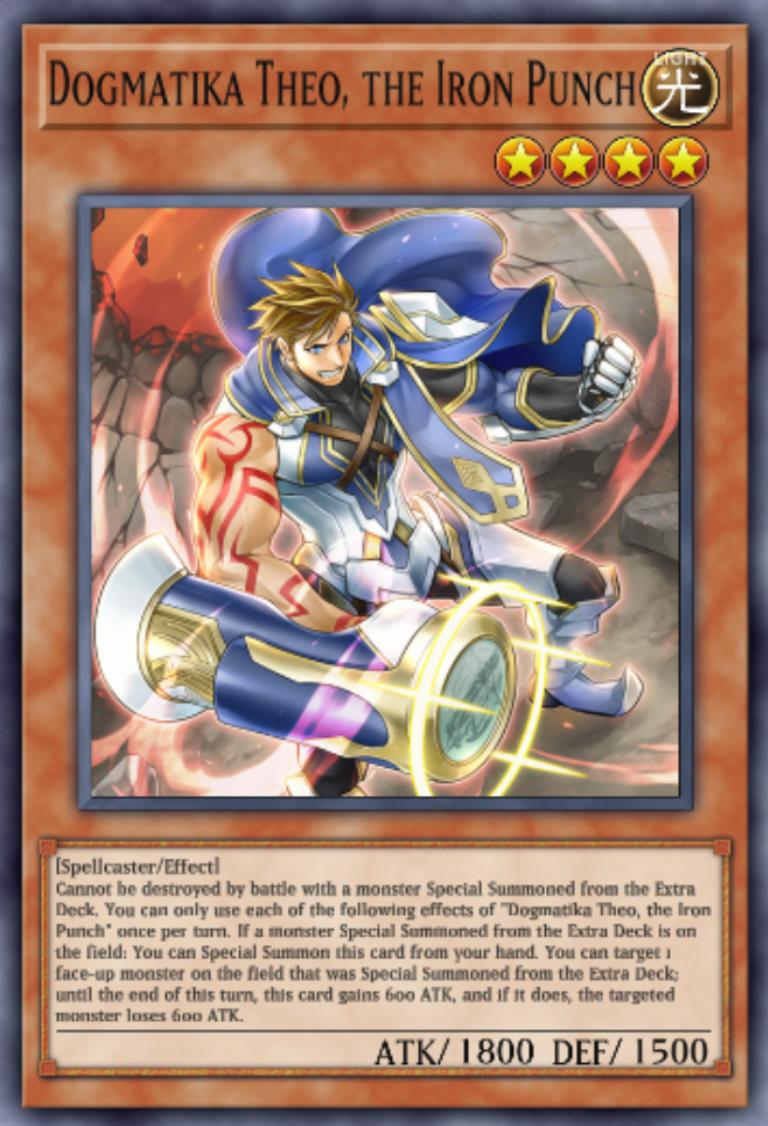 DOGMATIKA THEO, THE IRON PUNCH
LIGHT
光
[Spellcaster/Effect]
Cannot be destroyed by battle with a monster Special Summoned from the Extra
Deck. You can only use each of the following effects of "Dogmatika Theo, the Iron
Punch" once per turn. If a monster Special Summoned from the Extra Deck is on
the field: You can Special Summon this card from your hand. You can target 1
face-up monster on the field that was Special Summoned from the Extra Deck;
until the end of this turn, this card gains 600 ATK, and if it does, the targeted
monster loses 600 ATK.
ATK/ 1800 DEF/ 1500